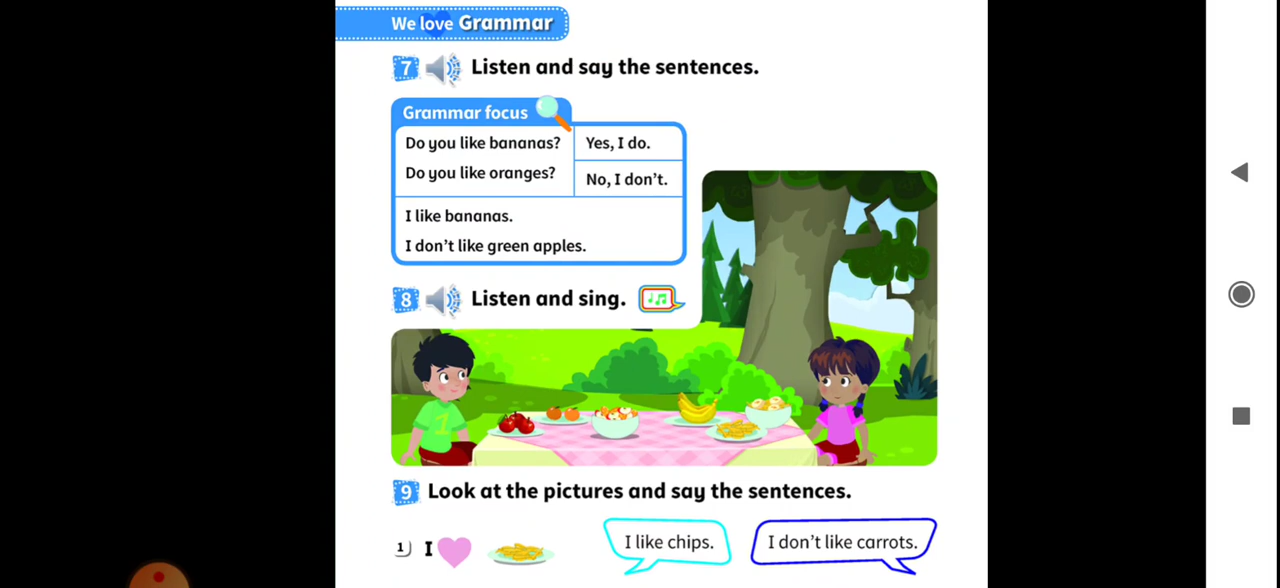 We love Grammar
7 Listen and say the sentences.
Grammar focus
Do you like bananas? Yes, I do.
Do you like oranges? No, I don't.
I like bananas.
I don't like green apples.
8 Listen and sing.
1
9 Look at the pictures and say the sentences.
1 I
I like chips.
I don't like carrots.